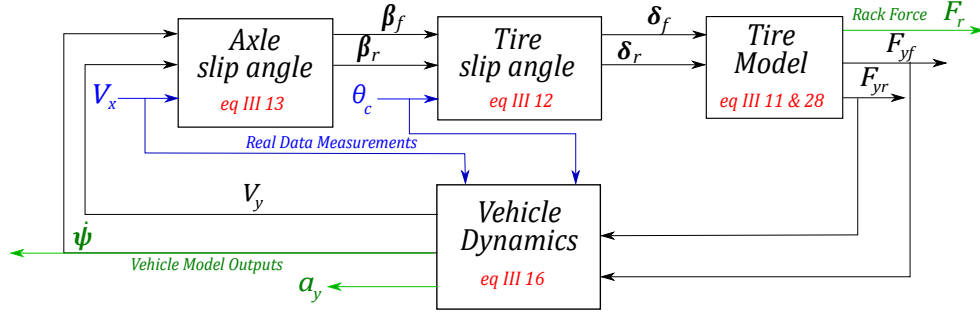 Axle
slip angle
eq III 13
β_f
β_r
Tire
slip angle
eq III 12
δ_f
δ_r
Tire
Model
eq III 11 & 28
Rack Force
F_r
F_yf
F_yr
V_x
θ_c
Real Data Measurements
V_y
Vehicle
Dynamics
eq III 16
ψ̇
Vehicle Model Outputs
a_y